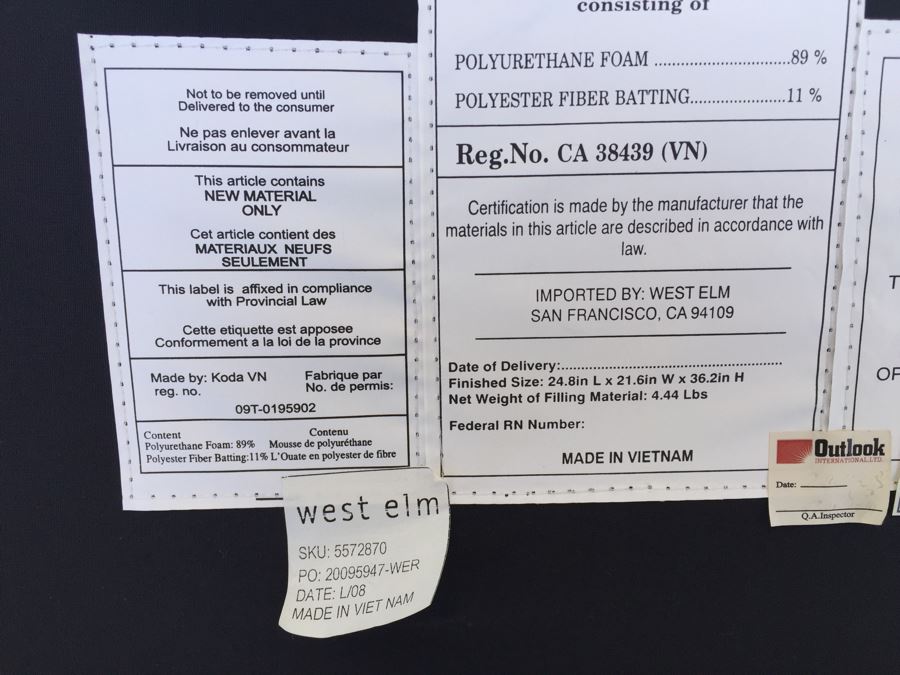 Not to be removed until
Delivered to the consumer
Ne pas enlever avant la
Livraison au consommateur
This article contains
NEW MATERIAL
ONLY
Cet article contient des
MATERIAUX NEUFS
SEULEMENT
This label is affixed in compliance
with Provincial Law
Cette etiquette est apposee
Conformement a la loi de la province
Made by: Koda VN
reg. no.
Fabrique par
No. de permis:
09T-0195902
Content Contenu
Polyurethane Foam: 89% Mousse de polyuréthane
Polyester Fiber Batting:11% L'Ouate en polyester de fibre
consisting of
POLYURETHANE FOAM ..............................89 %
POLYESTER FIBER BATTING......................11 %
Reg.No. CA 38439 (VN)
Certification is made by the manufacturer that the
materials in this article are described in accordance with
law.
IMPORTED BY: WEST ELM
SAN FRANCISCO, CA 94109
Date of Delivery:......................................................
Finished Size: 24.8in L x 21.6in W x 36.2in H
Net Weight of Filling Material: 4.44 Lbs
Federal RN Number:
MADE IN VIETNAM
west elm
SKU: 5572870
PO: 20095947-WER
DATE: L/08
MADE IN VIET NAM
Outlook
INTERNATIONAL LTD.
Date:
Q.A.Inspector